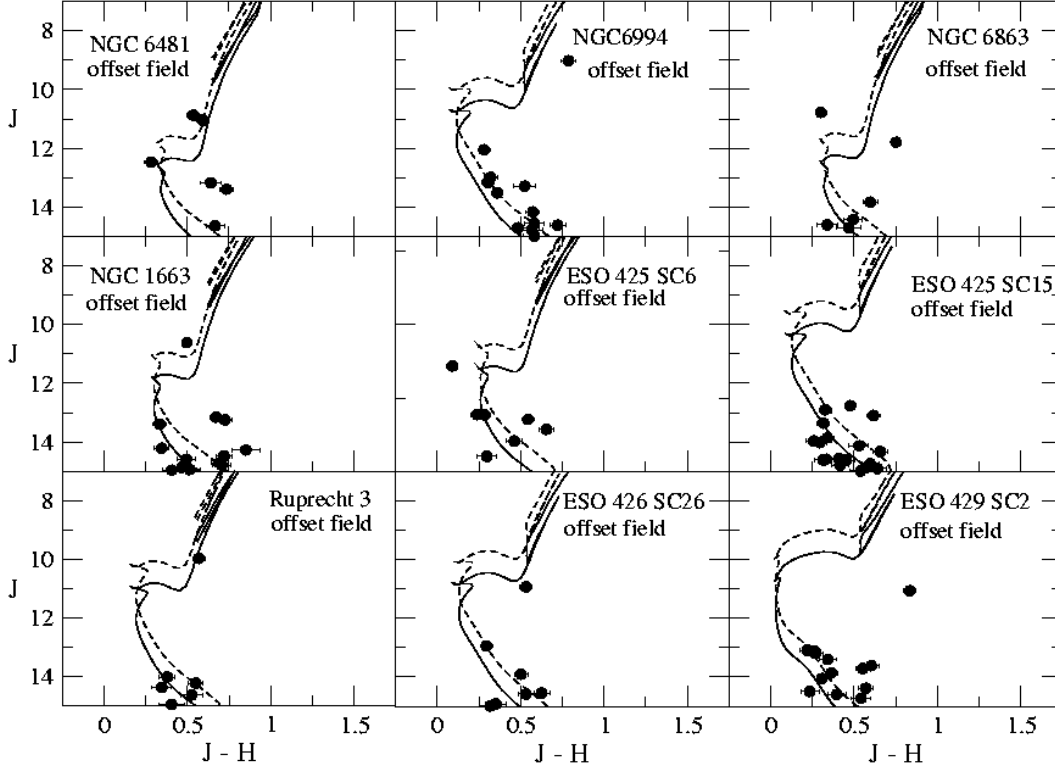 8
NGC 6481
offset field
10
J
12
14
NGC6994
offset field
NGC 6863
offset field
8
NGC 1663
offset field
10
J
12
14
ESO 425 SC6
offset field
ESO 425 SC15
offset field
8
Ruprecht 3
offset field
10
J
12
14
ESO 426 SC26
offset field
ESO 429 SC2
offset field
0 0.5 1 1.5
0 0.5 1 1.5
0 0.5 1 1.5
J - H
J - H
J - H